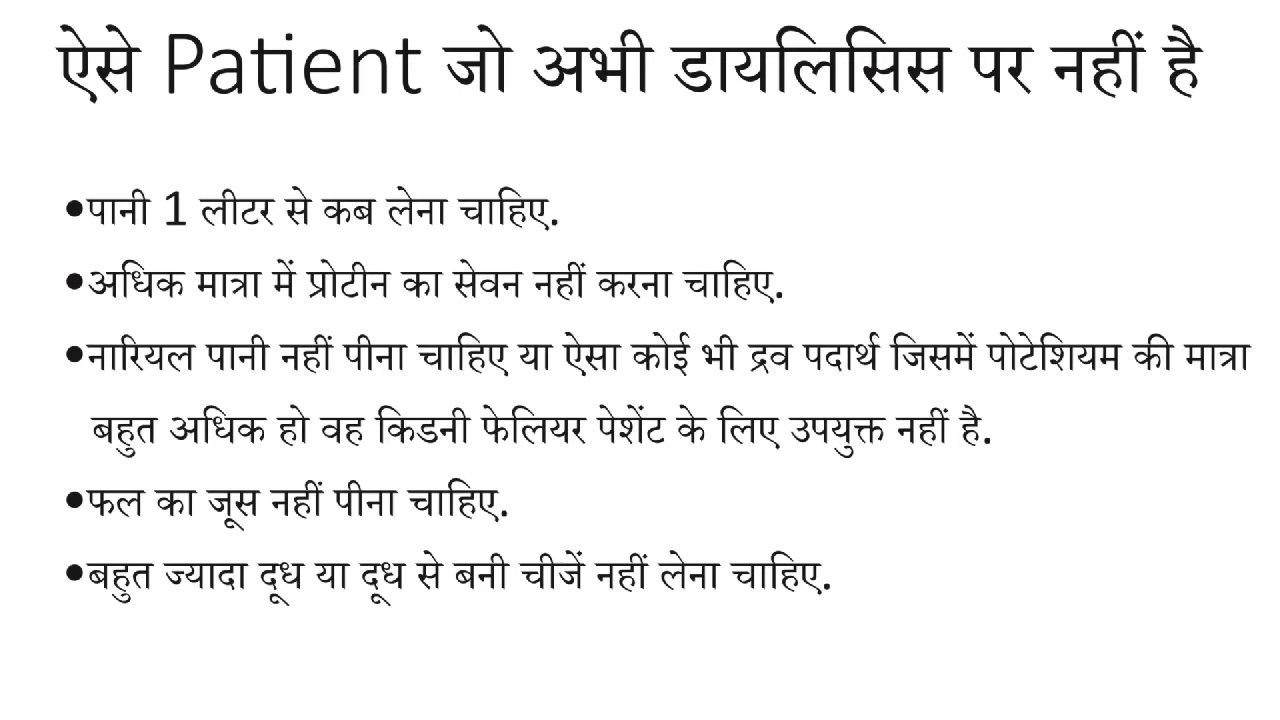 ऐसे Patient जो अभी डायलिसिस पर नहीं है
•पानी 1 लीटर से कब लेना चाहिए.
•अधिक मात्रा में प्रोटीन का सेवन नहीं करना चाहिए.
•नारियल पानी नहीं पीना चाहिए या ऐसा कोई भी द्रव पदार्थ जिसमें पोटेशियम की मात्रा
बहुत अधिक हो वह किडनी फेलियर पेशेंट के लिए उपयुक्त नहीं है.
•फल का जूस नहीं पीना चाहिए.
•बहुत ज्यादा दूध या दूध से बनी चीजें नहीं लेना चाहिए.